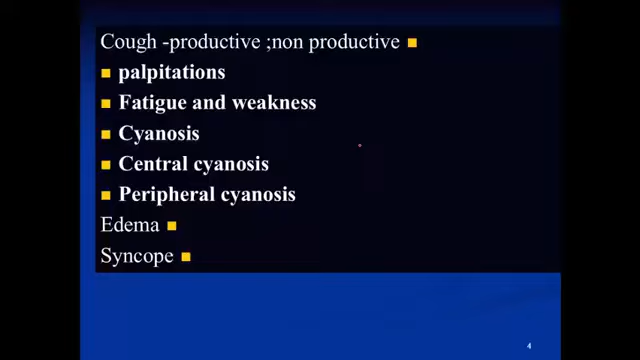 Cough -productive ;non productive
palpitations
Fatigue and weakness
Cyanosis
Central cyanosis
Peripheral cyanosis
Edema
Syncope
4